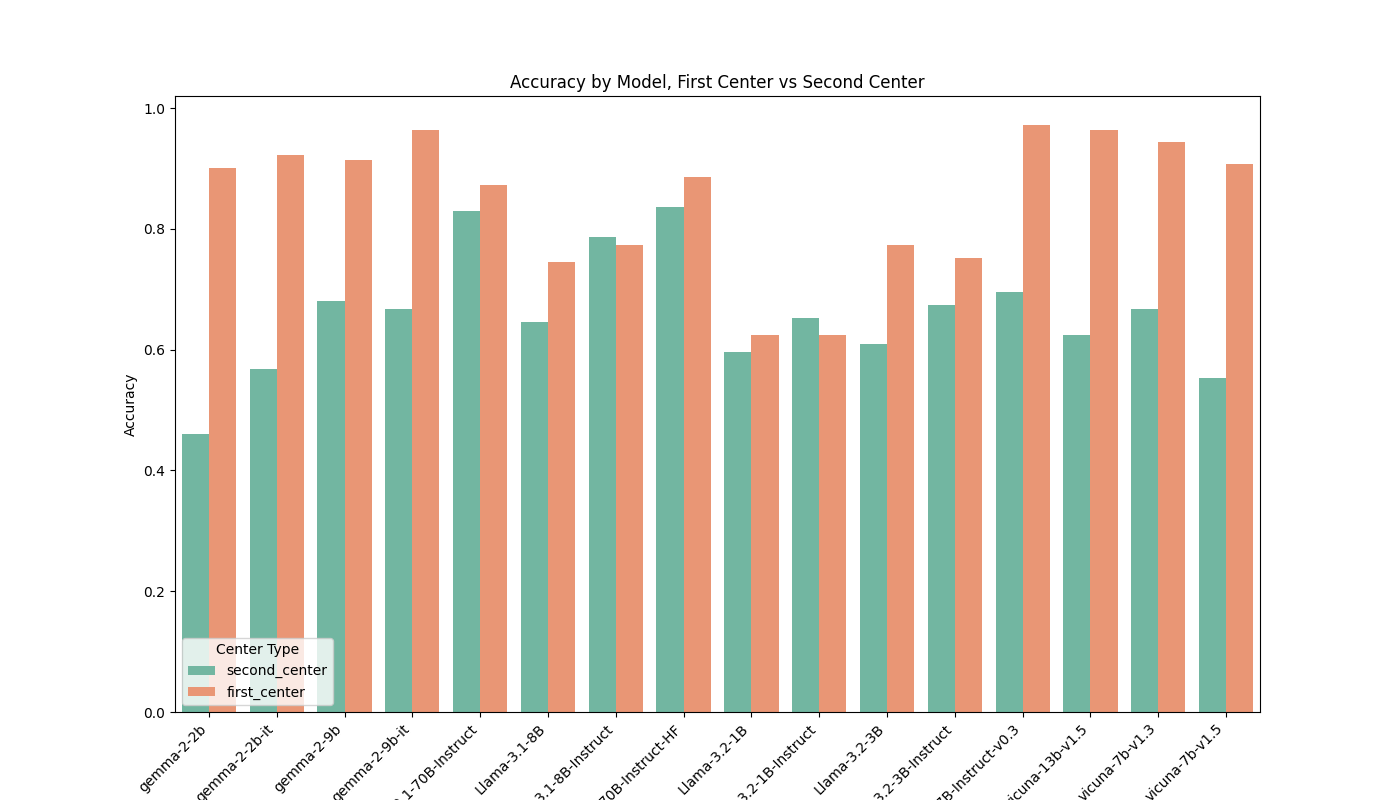 Accuracy by Model, First Center vs Second Center
1.0
0.8
0.6
0.4
0.2
0.0
Accuracy
Center Type
second_center
first_center
gemma-2-2b
gemma-2-2b-it
gemma-2-9b
gemma-2-9b-it
.1-70B-Instruct
Llama-3.1-8B
3.1-8B-Instruct
70B-Instruct-HF
Llama-3.2-1B
3.2-1B-Instruct
Llama-3.2-3B
3.2-3B-Instruct
7B-Instruct-v0.3
vicuna-13b-v1.5
vicuna-7b-v1.3
vicuna-7b-v1.5